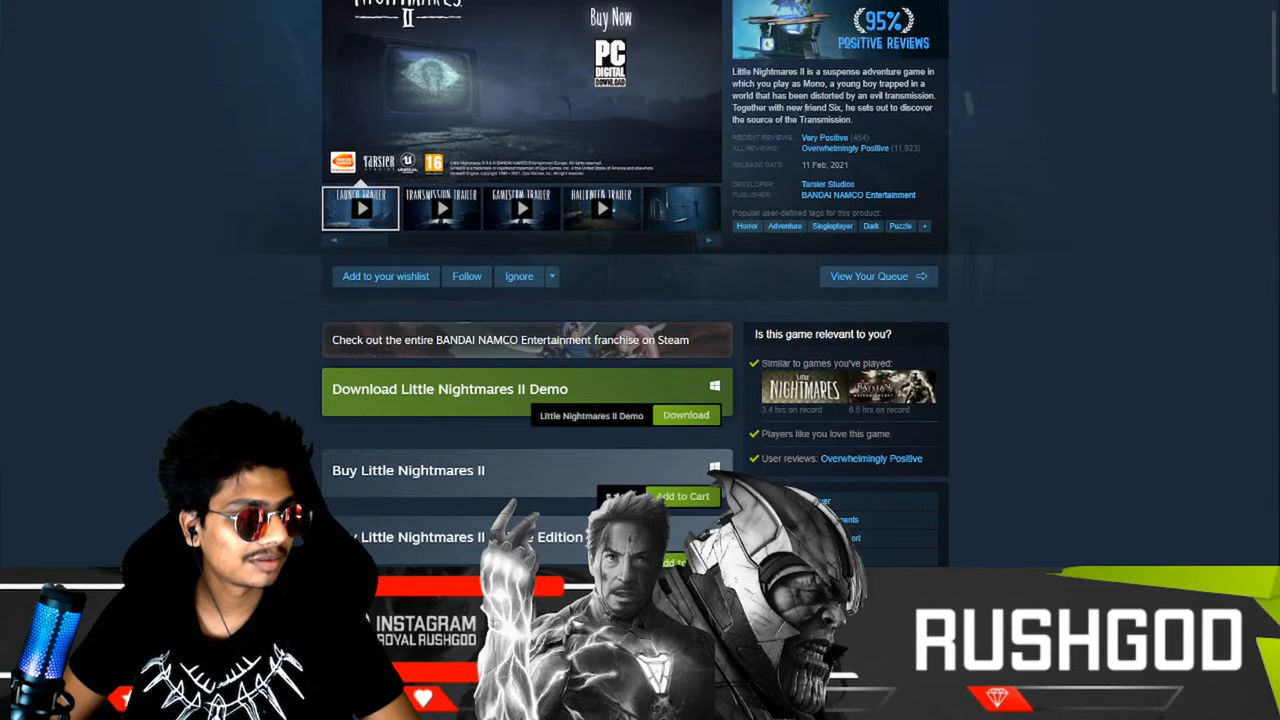 NIGHTMARES
II
Buy Now
PC
DIGITAL
DOWNLOAD
95%
POSITIVE REVIEWS
Little Nightmares II is a suspense adventure game in
which you play as Mono, a young boy trapped in a
world that has been distorted by an evil transmission.
Together with new friend Six, he sets out to discover
the source of the Transmission.
RECENT REVIEWS: Very Positive (454)
ALL REVIEWS: Overwhelmingly Positive (11,923)
RELEASE DATE: 11 Feb, 2021
DEVELOPER: Tarsier Studios
PUBLISHER: BANDAI NAMCO Entertainment
Popular user-defined tags for this product:
Horror Adventure Singleplayer Dark Puzzle +
TARSIER
STUDIOS
UNREAL
16
LAUNCH TRAILER
TRANSMISSION TRAILER
GAMESCOM TRAILER
HALLOWEEN TRAILER
Add to your wishlist
Follow
Ignore
View Your Queue
Check out the entire BANDAI NAMCO Entertainment franchise on Steam
Download Little Nightmares II Demo
Little Nightmares II Demo
Download
Buy Little Nightmares II
Add to Cart
Little Nightmares II
Edition
Is this game relevant to you?
Similar to games you've played:
LITTLE
NIGHTMARES
BATMAN
3.4 hrs on record
6.5 hrs on record
Players like you love this game.
User reviews: Overwhelmingly Positive
INSTAGRAM
ROYAL RUSHGOD
RUSHGOD